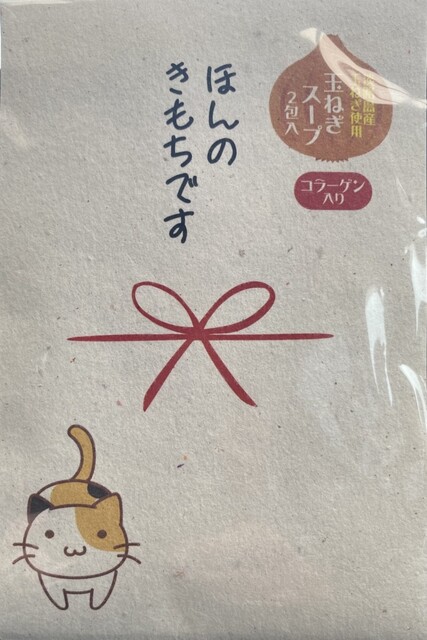 ほんの
きもちです
玉ねぎ
スープ
2包入
コラーゲン
入り